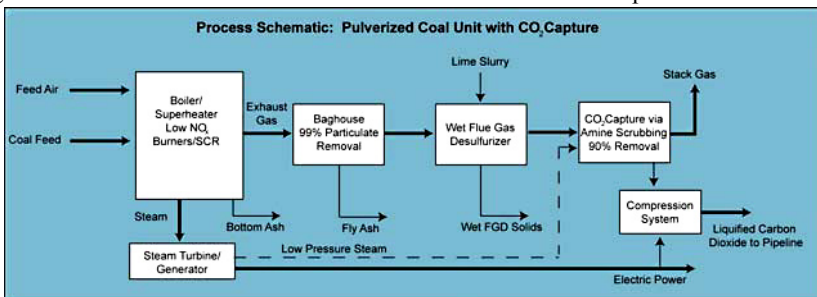 Process Schematic: Pulverized Coal Unit with CO₂Capture
Feed Air
Coal Feed
Boiler/
Superheater
Low NOₓ
Burners/SCR
Exhaust
Gas
Baghouse
99% Particulate
Removal
Lime Slurry
Wet Flue Gas
Desulfurizer
CO₂Capture via
Amine Scrubbing
90% Removal
Stack Gas
Steam
Bottom Ash
Fly Ash
Wet FGD Solids
Compression
System
Liquified Carbon
Dioxide to Pipeline
Steam Turbine/
Generator
Low Pressure Steam
Electric Power